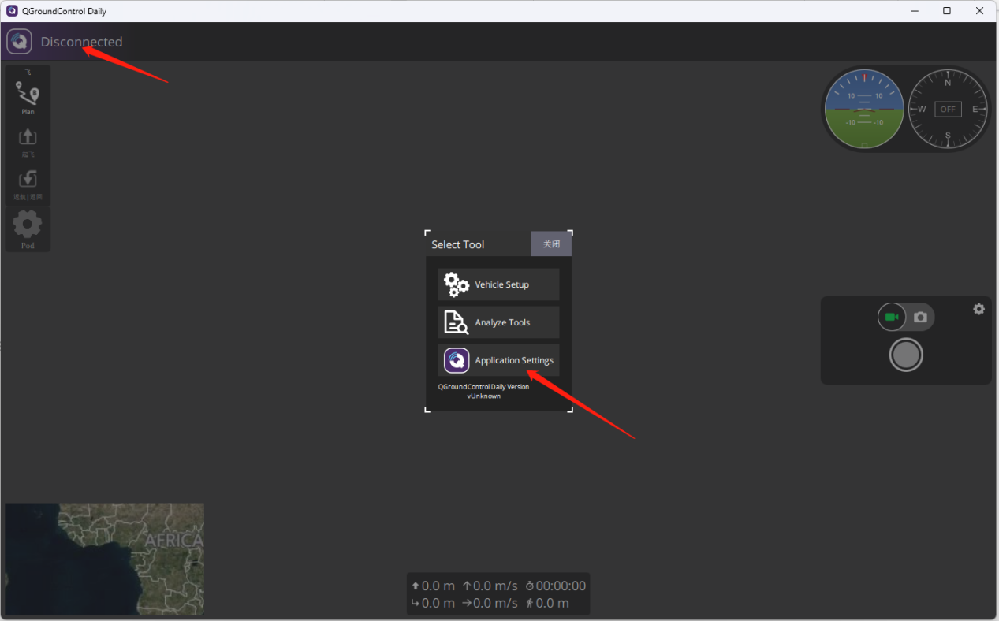 QGroundControl Daily
Disconnected
飞
Plan
起飞
返航|返回
Pod
10 10
-10 -10
N
W OFF E
S
Select Tool 关闭
Vehicle Setup
Analyze Tools
Application Settings
QGroundControl Daily Version
vUnknown
AFRICA
0.0 m 0.0 m/s 00:00:00
0.0 m 0.0 m/s 0.0 m